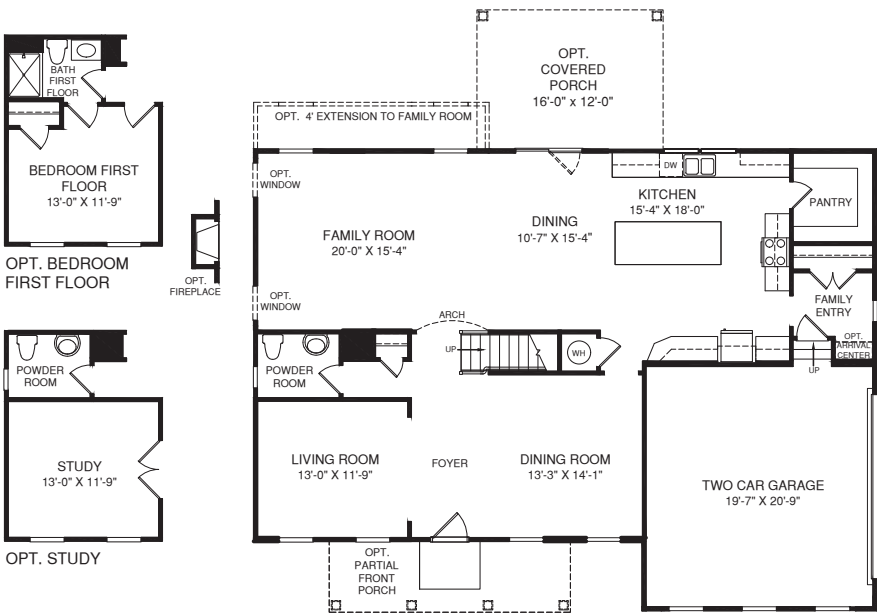 BATH
FIRST
FLOOR
BEDROOM FIRST
FLOOR
13'-0" X 11'-9"
OPT. BEDROOM
FIRST FLOOR
OPT.
FIREPLACE
POWDER
ROOM
STUDY
13'-0" X 11'-9"
OPT. STUDY
OPT.
COVERED
PORCH
16'-0" x 12'-0"
OPT. 4' EXTENSION TO FAMILY ROOM
OPT.
WINDOW
FAMILY ROOM
20'-0" X 15'-4"
OPT.
WINDOW
DINING
10'-7" X 15'-4"
DW
KITCHEN
15'-4" X 18'-0"
PANTRY
FAMILY
ENTRY
OPT.
ARRIVAL
CENTER
UP
ARCH
UP
WH
POWDER
ROOM
LIVING ROOM
13'-0" X 11'-9"
FOYER
DINING ROOM
13'-3" X 14'-1"
TWO CAR GARAGE
19'-7" X 20'-9"
OPT.
PARTIAL
FRONT
PORCH